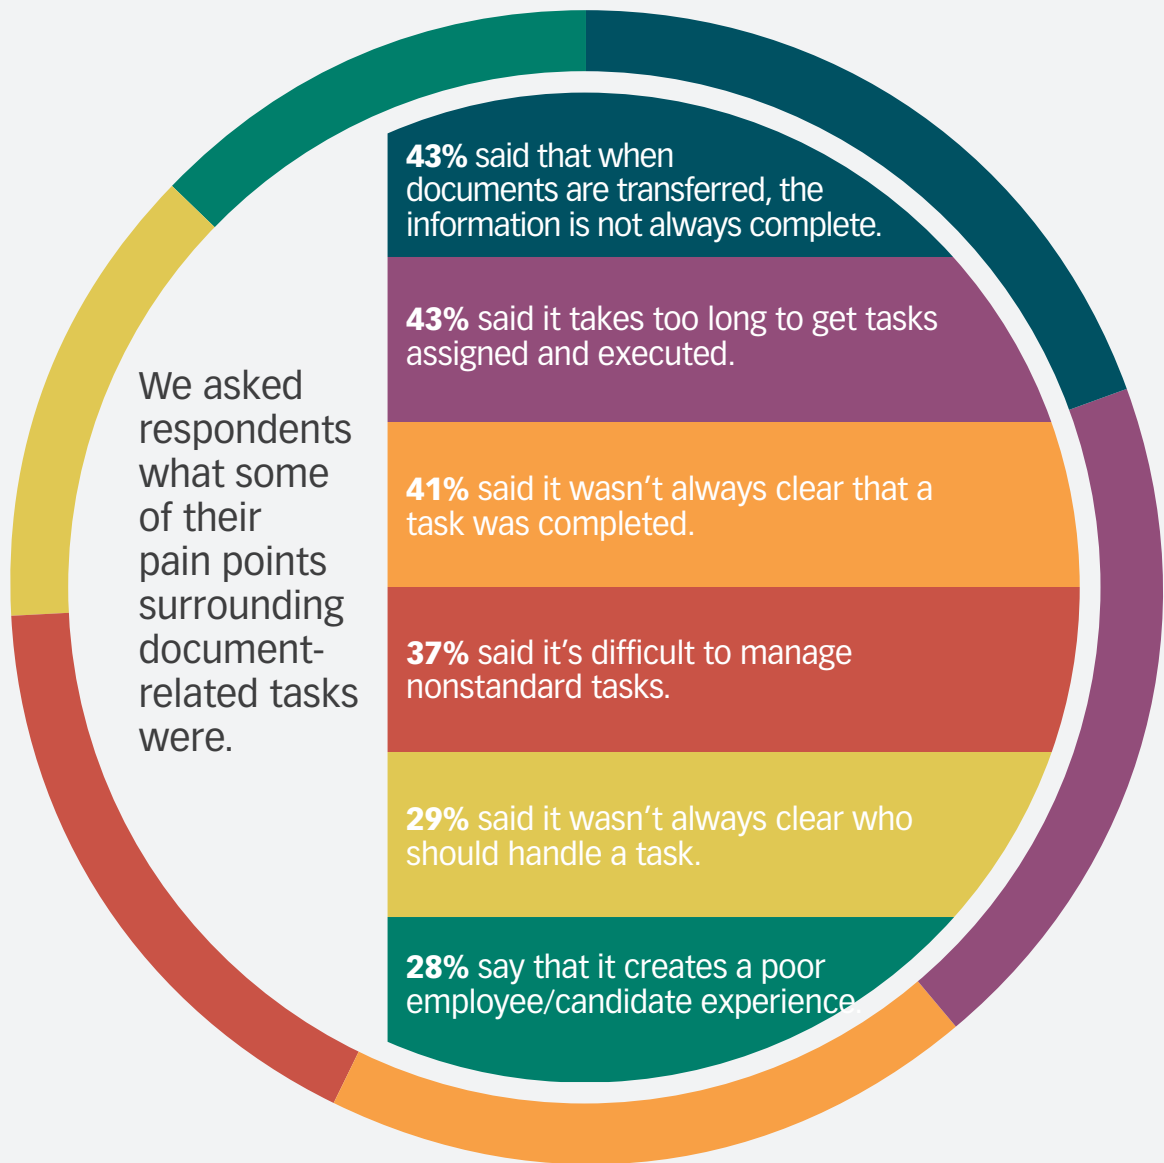 We asked
respondents
what some
of their
pain points
surrounding
document-
related tasks
were.
43% said that when
documents are transferred, the
information is not always complete.
43% said it takes too long to get tasks
assigned and executed.
41% said it wasn’t always clear that a
task was completed.
37% said it’s difficult to manage
nonstandard tasks.
29% said it wasn’t always clear who
should handle a task.
28% say that it creates a poor
employee/candidate experience.